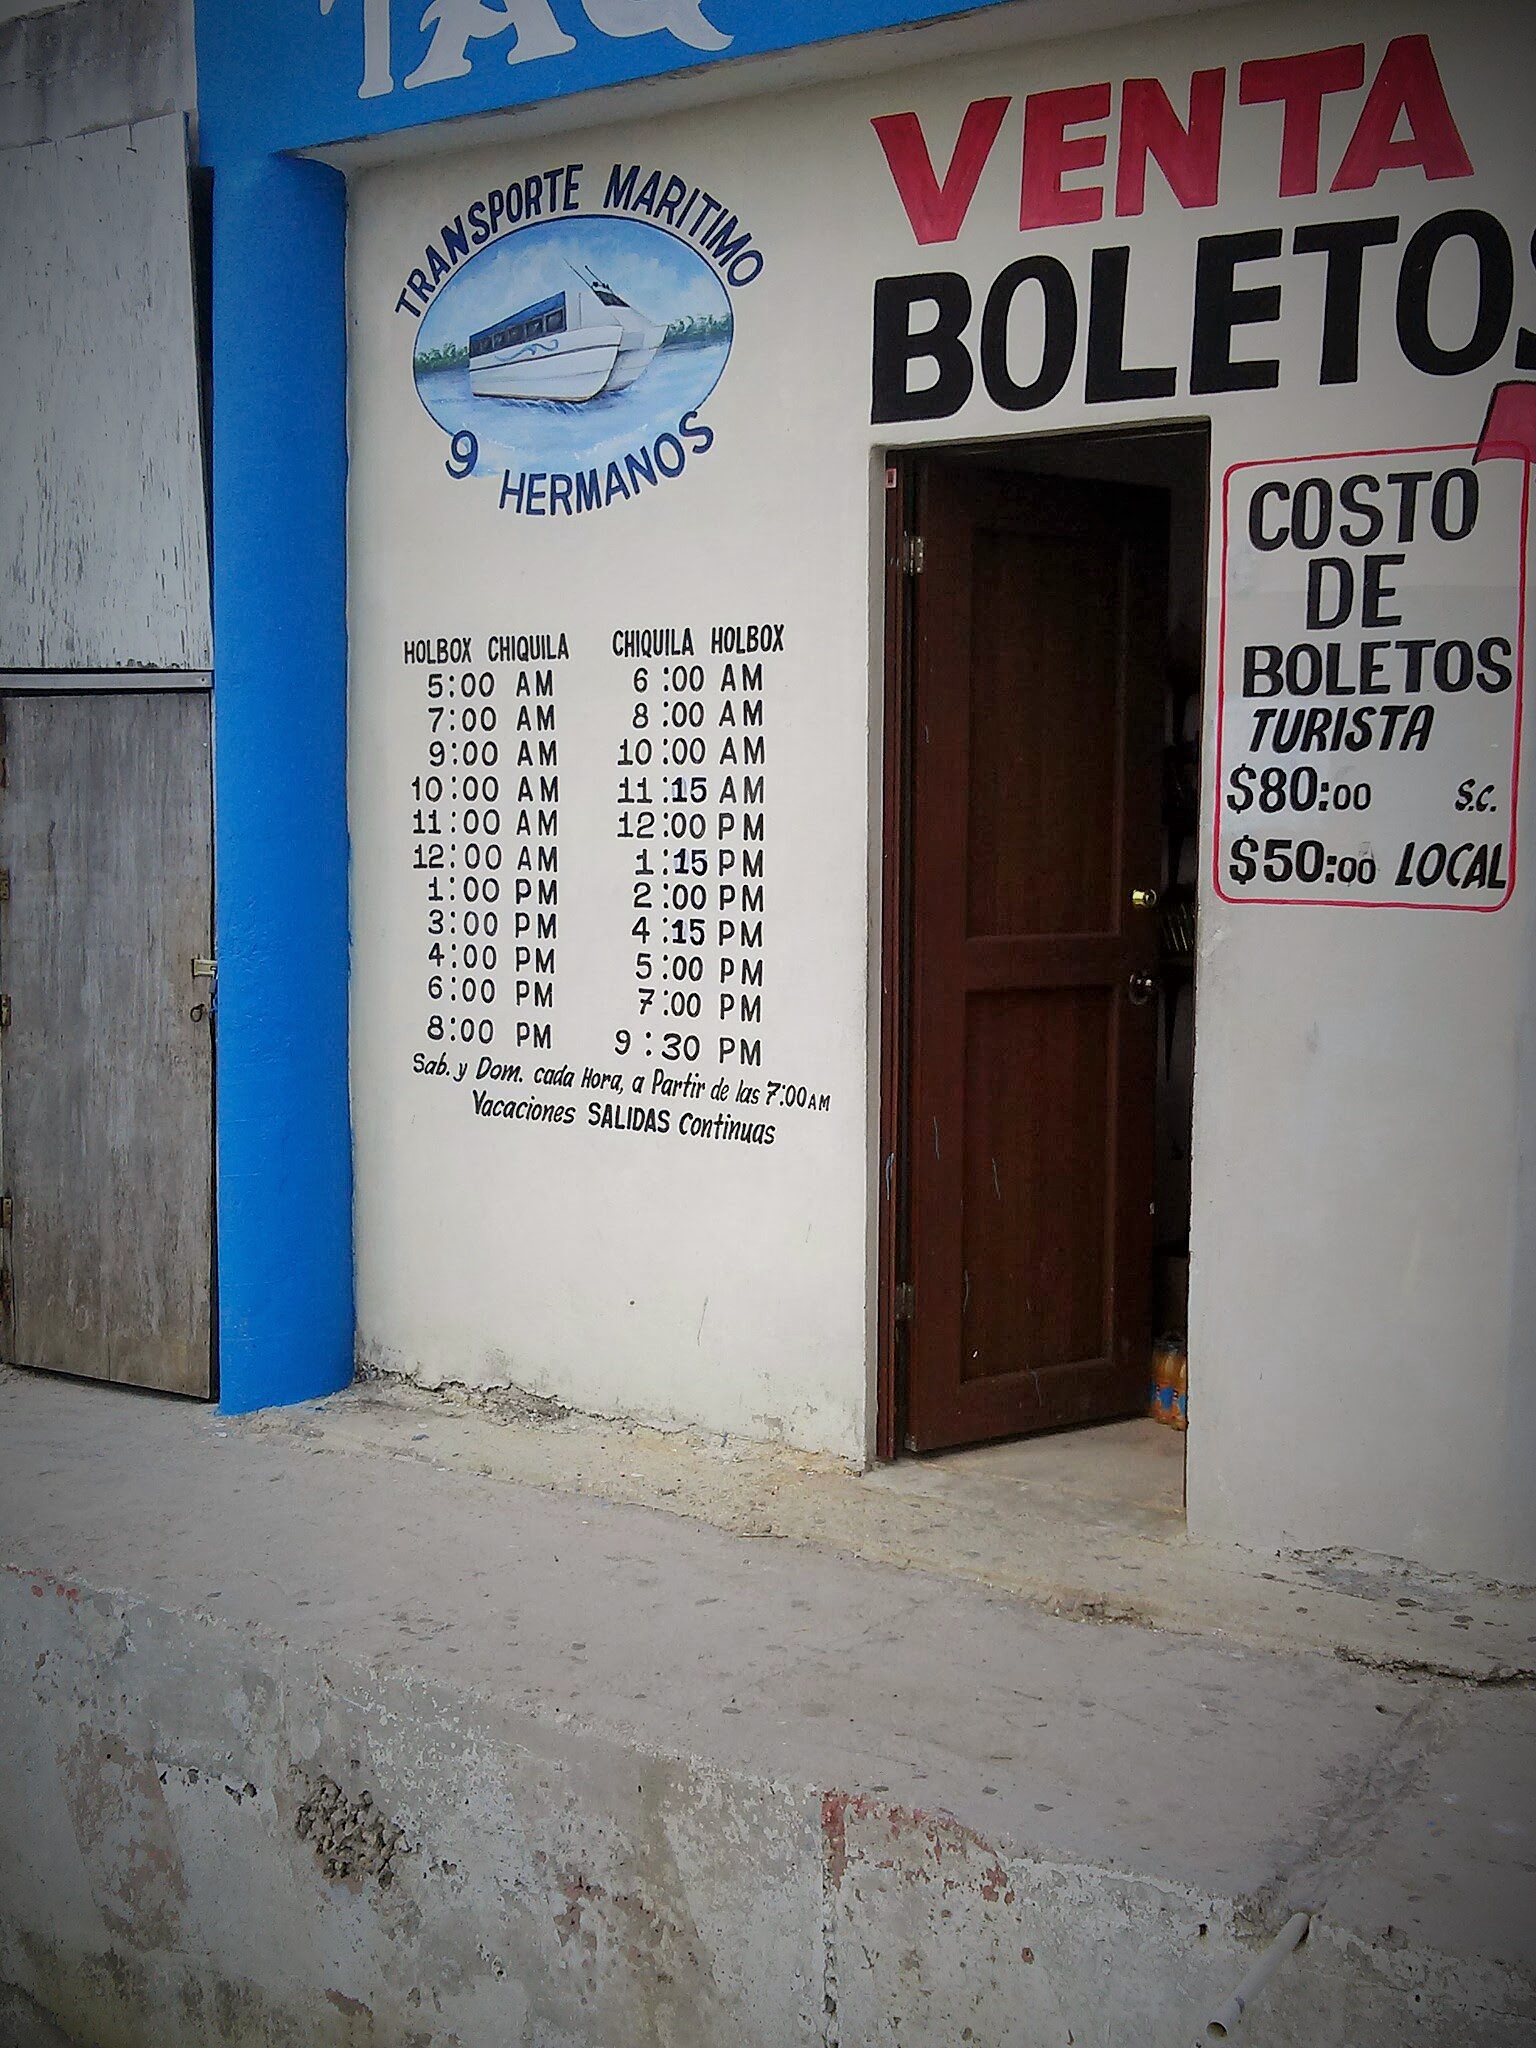 TAQ
TRANSPORTE MARITIMO
9 HERMANOS
HOLBOX CHIQUILA
5:00 AM
7:00 AM
9:00 AM
10:00 AM
11:00 AM
12:00 AM
1:00 PM
3:00 PM
4:00 PM
6:00 PM
8:00 PM
CHIQUILA HOLBOX
6:00 AM
8:00 AM
10:00 AM
11:15 AM
12:00 PM
1:15 PM
2:00 PM
4:15 PM
5:00 PM
7:00 PM
9:30 PM
Sab. y Dom. cada Hora, a Partir de las 7:00 AM
Vacaciones SALIDAS Continuas
VENTA
BOLETOS
COSTO
DE
BOLETOS
TURISTA
$80:00 S.C.
$50:00 LOCAL